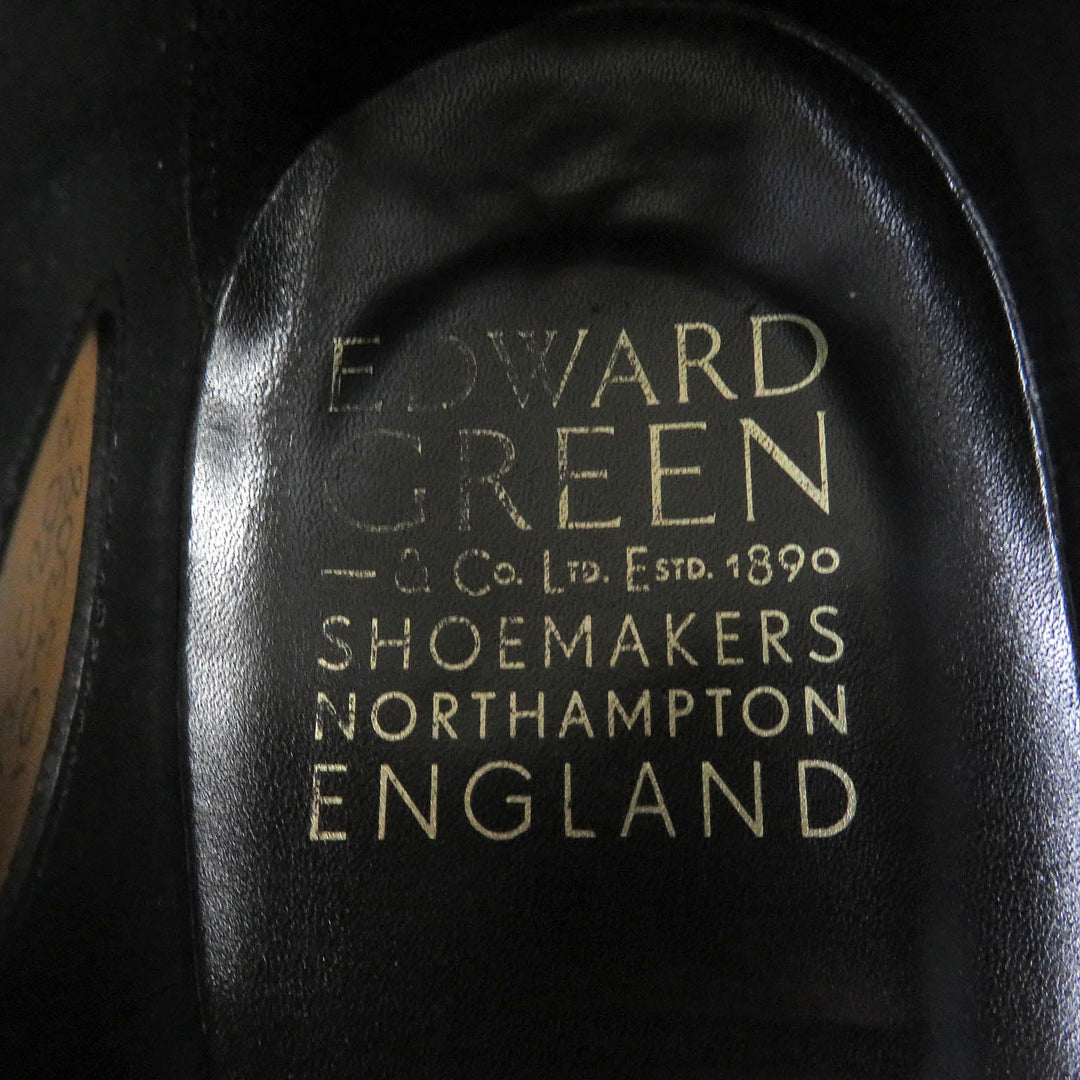 EDWARD
GREEN
— & Co. LTD. ESTD. 1890
SHOEMAKERS
NORTHAMPTON
ENGLAND